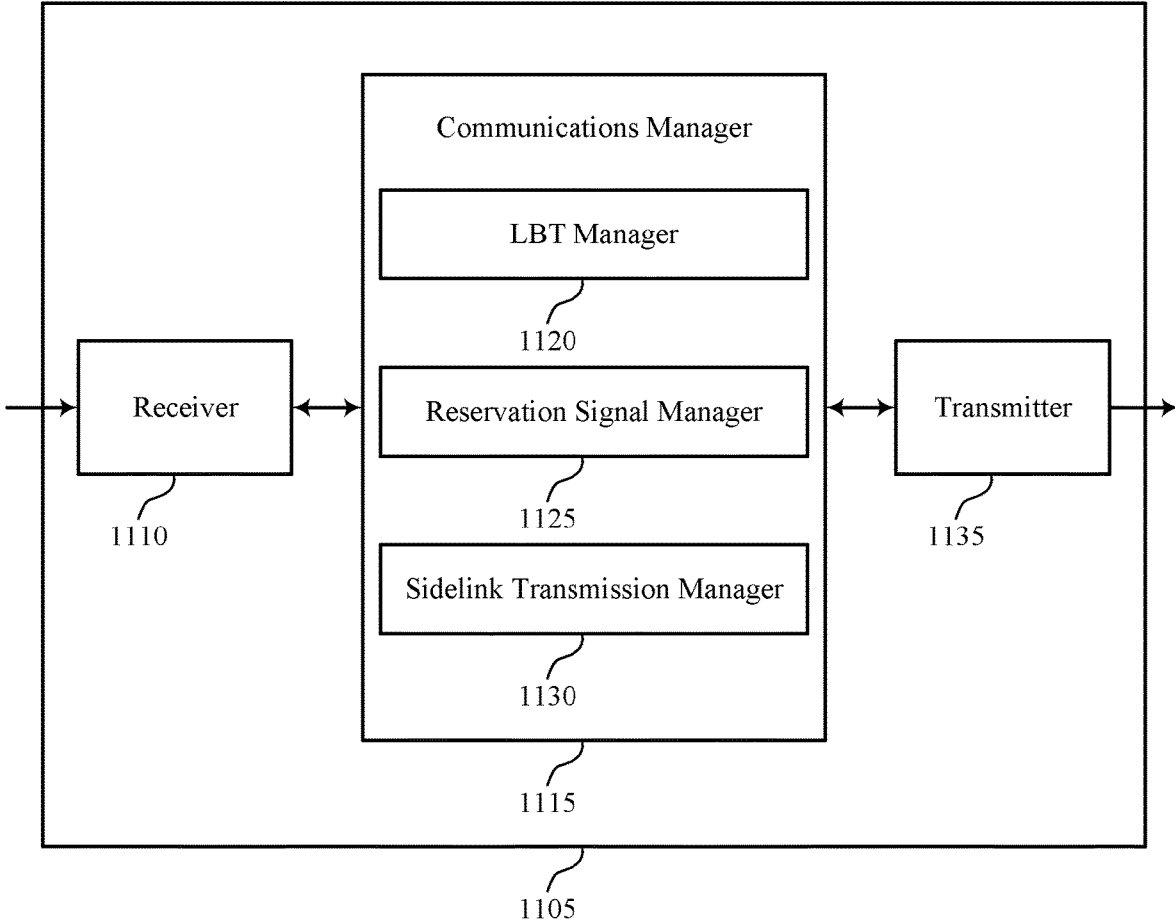 Communications Manager
LBT Manager
1120
Receiver
1110
Reservation Signal Manager
1125
Transmitter
1135
Sidelink Transmission Manager
1130
1115
1105